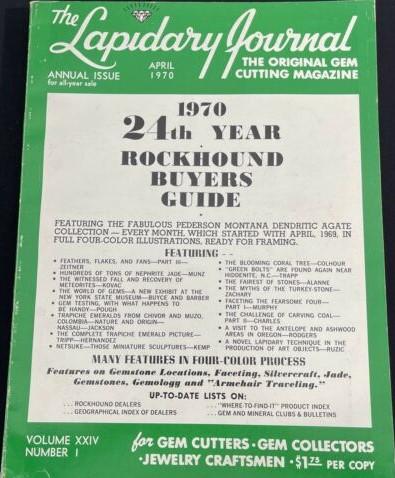 The Lapidary Journal
ANNUAL ISSUE
for all-year sale
APRIL
1970
THE ORIGINAL GEM
CUTTING MAGAZINE
1970
24th YEAR
ROCKHOUND
BUYERS
GUIDE
FEATURING THE FABULOUS PEDERSON MONTANA DENDRITIC AGATE
COLLECTION — EVERY MONTH, WHICH STARTED WITH APRIL, 1969, IN
FULL FOUR-COLOR ILLUSTRATIONS, READY FOR FRAMING.
FEATURING - -
• FEATHERS, FLAKES, AND FANS—PART III—
ZEITNER
• HUNDREDS OF TONS OF NEPHRITE JADE—MUNZ
• THE WITNESSED FALL AND RECOVERY OF
METEORITES—KOVAC
• THE WORLD OF GEMS—A NEW EXHIBIT AT THE
NEW YORK STATE MUSEUM—BUYCE AND BARBER
• GEM TESTING, WITH WHAT HAPPENS TO
BE HANDY—POUGH
• TRAPICHE EMERALDS FROM CHIVOR AND MUZO,
COLOMBIA—NATURE AND ORIGIN—
NASSAU—JACKSON
• THE COMPLETE TRAPICHE EMERALD PICTURE—
TRIPP—HERNANDEZ
• NETSUKE—THOSE MINIATURE SCULPTURES—KEMP
• THE BLOOMING CORAL TREE—COLHOUR
• "GREEN BOLTS" ARE FOUND AGAIN NEAR
HIDDENITE, N.C.—TRAPP
• THE FAIREST OF STONES—ALANNE
• THE MYTHS OF THE TURKEY-STONE—
ZACHARY
• FACETING THE FEARSOME FOUR—
PART I—MURPHY
• THE CHALLENGE OF CARVING COAL—
PART II—CHARLES
• A VISIT TO THE ANTELOPE AND ASHWOOD
AREAS IN OREGON—RODGERS
• A NOVEL LAPIDARY TECHNIQUE IN THE
PRODUCTION OF ART OBJECTS—RUZIC
MANY FEATURES IN FOUR-COLOR PROCESS
Features on Gemstone Locations, Faceting, Silvercraft, Jade,
Gemstones, Gemology and "Armchair Traveling."
UP-TO-DATE LISTS ON:
... ROCKHOUND DEALERS
... GEOGRAPHICAL INDEX OF DEALERS
... "WHERE-TO-FIND-IT" PRODUCT INDEX
... GEM AND MINERAL CLUBS & BULLETINS
VOLUME XXIV
NUMBER 1
for GEM CUTTERS • GEM COLLECTORS
• JEWELRY CRAFTSMEN • $1.75 PER COPY